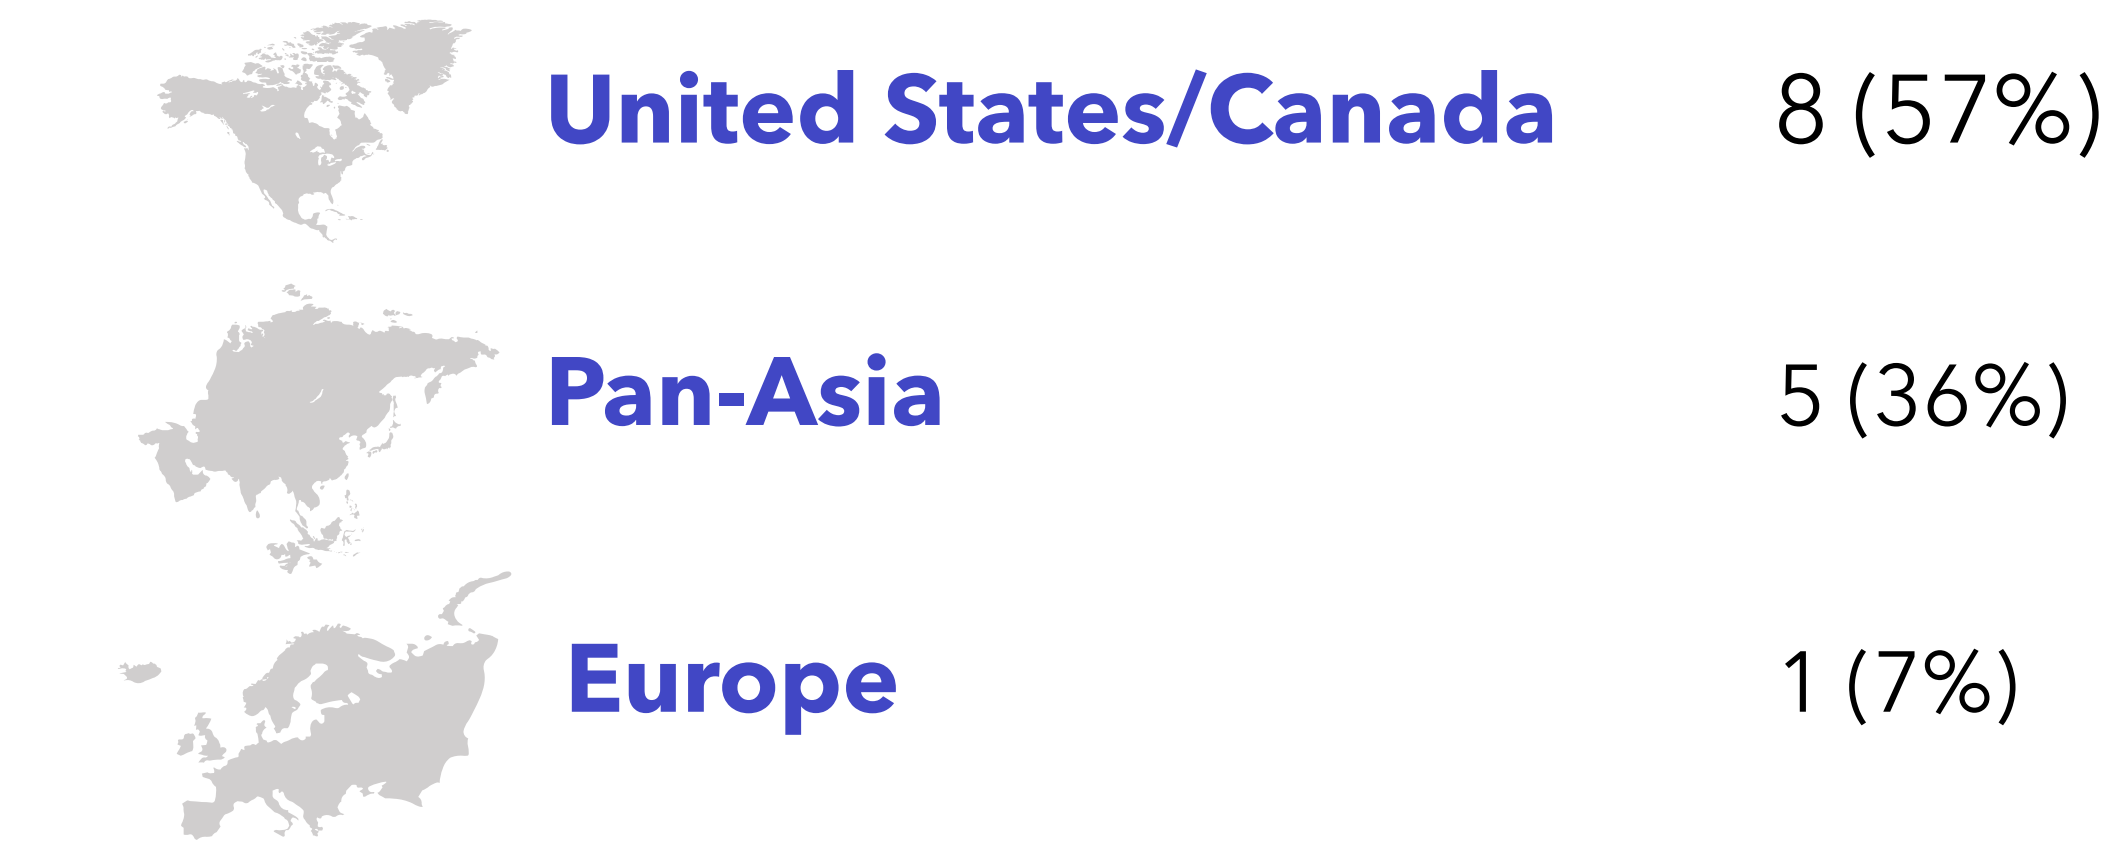 United States/Canada 8 (57%)
Pan-Asia 5 (36%)
Europe 1 (7%)